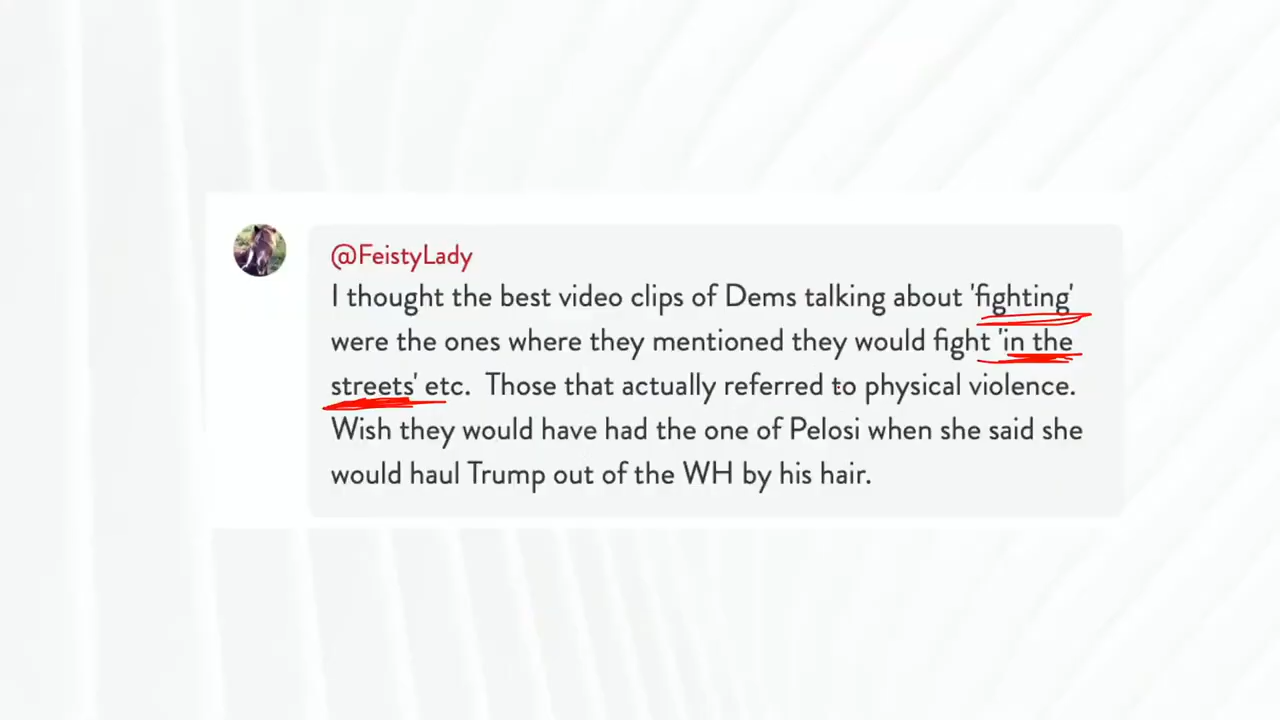 @FeistyLady
I thought the best video clips of Dems talking about 'fighting'
were the ones where they mentioned they would fight 'in the
streets' etc.  Those that actually referred to physical violence.
Wish they would have had the one of Pelosi when she said she
would haul Trump out of the WH by his hair.